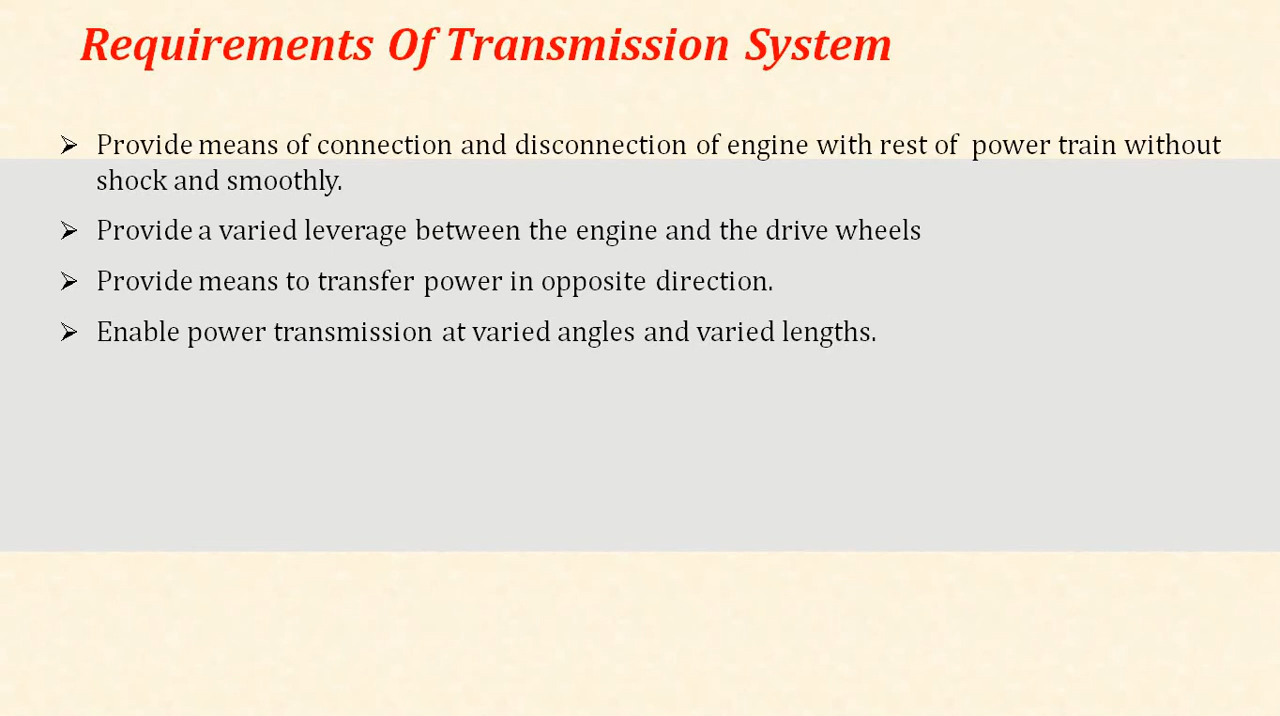 Requirements Of Transmission System
➢ Provide means of connection and disconnection of engine with rest of power train without
shock and smoothly.
➢ Provide a varied leverage between the engine and the drive wheels
➢ Provide means to transfer power in opposite direction.
➢ Enable power transmission at varied angles and varied lengths.